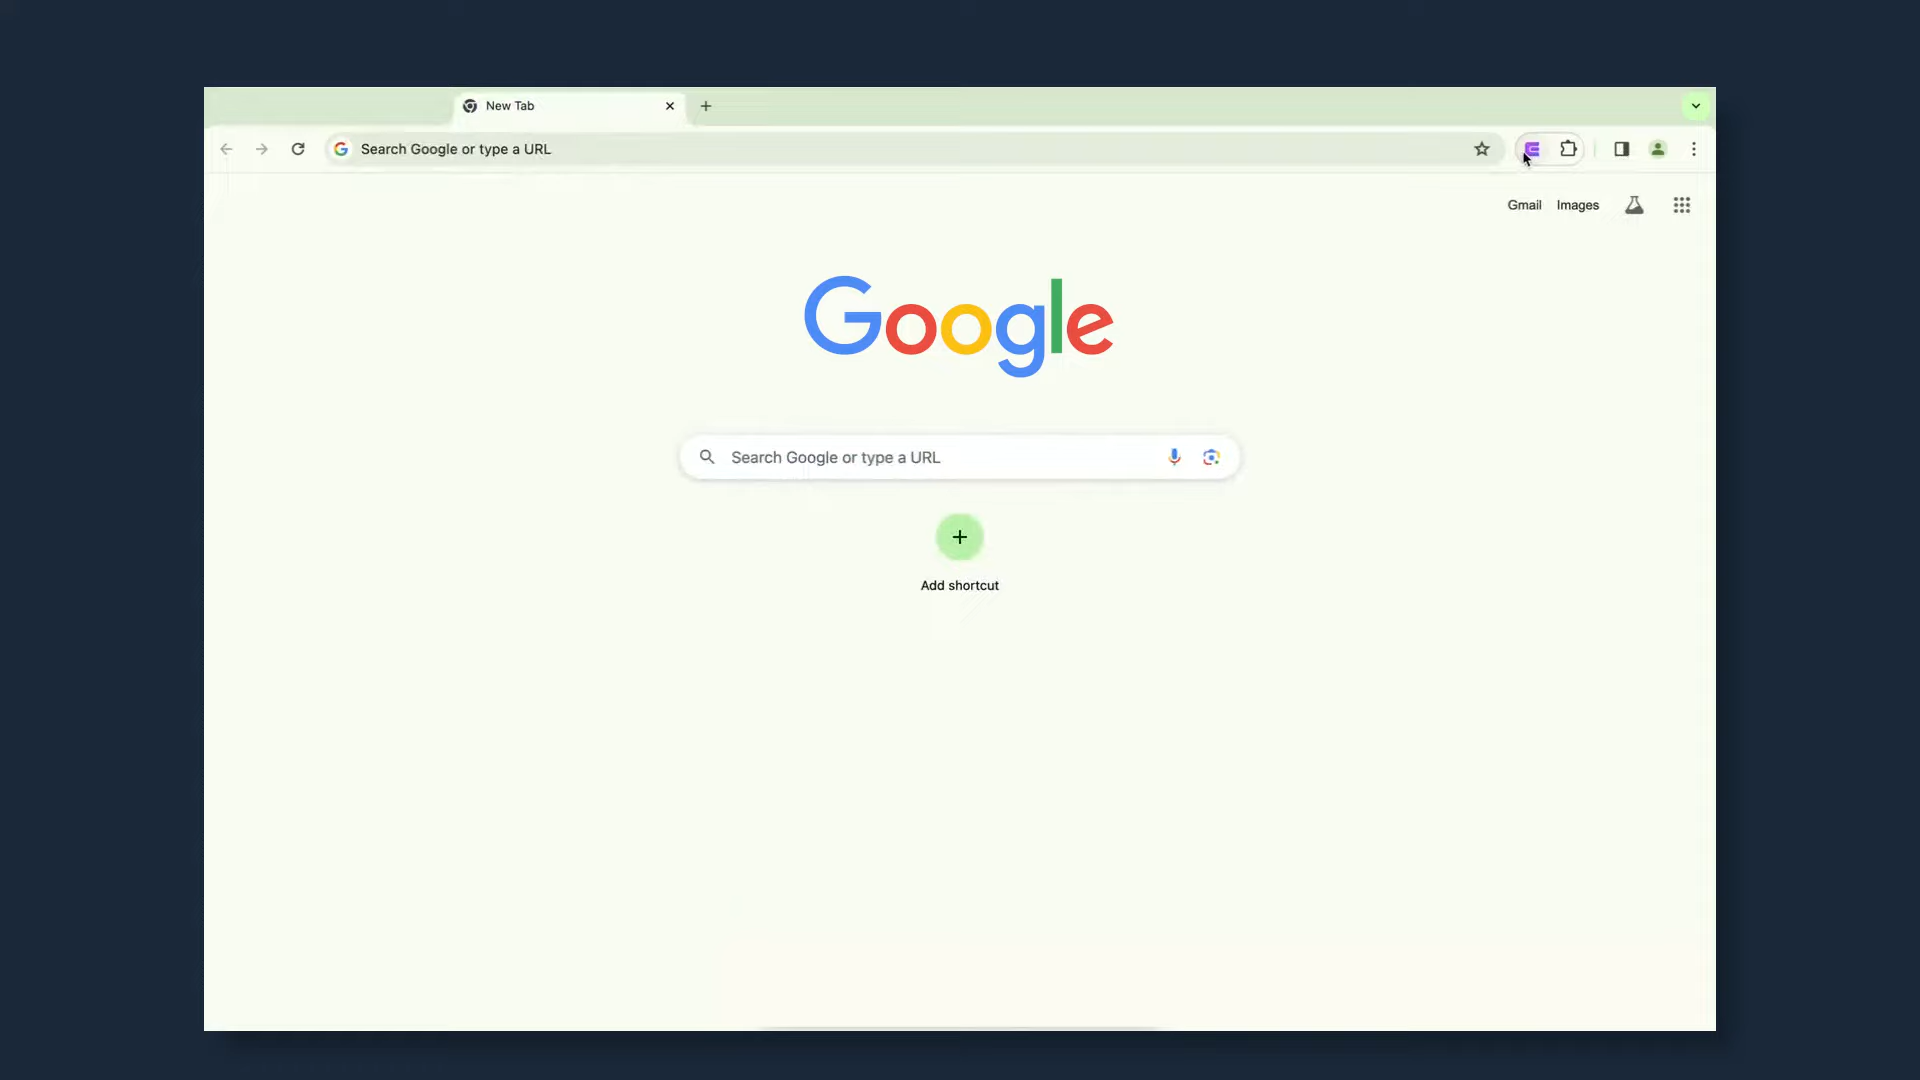 New Tab
Search Google or type a URL
Gmail Images
Google
Search Google or type a URL
Add shortcut